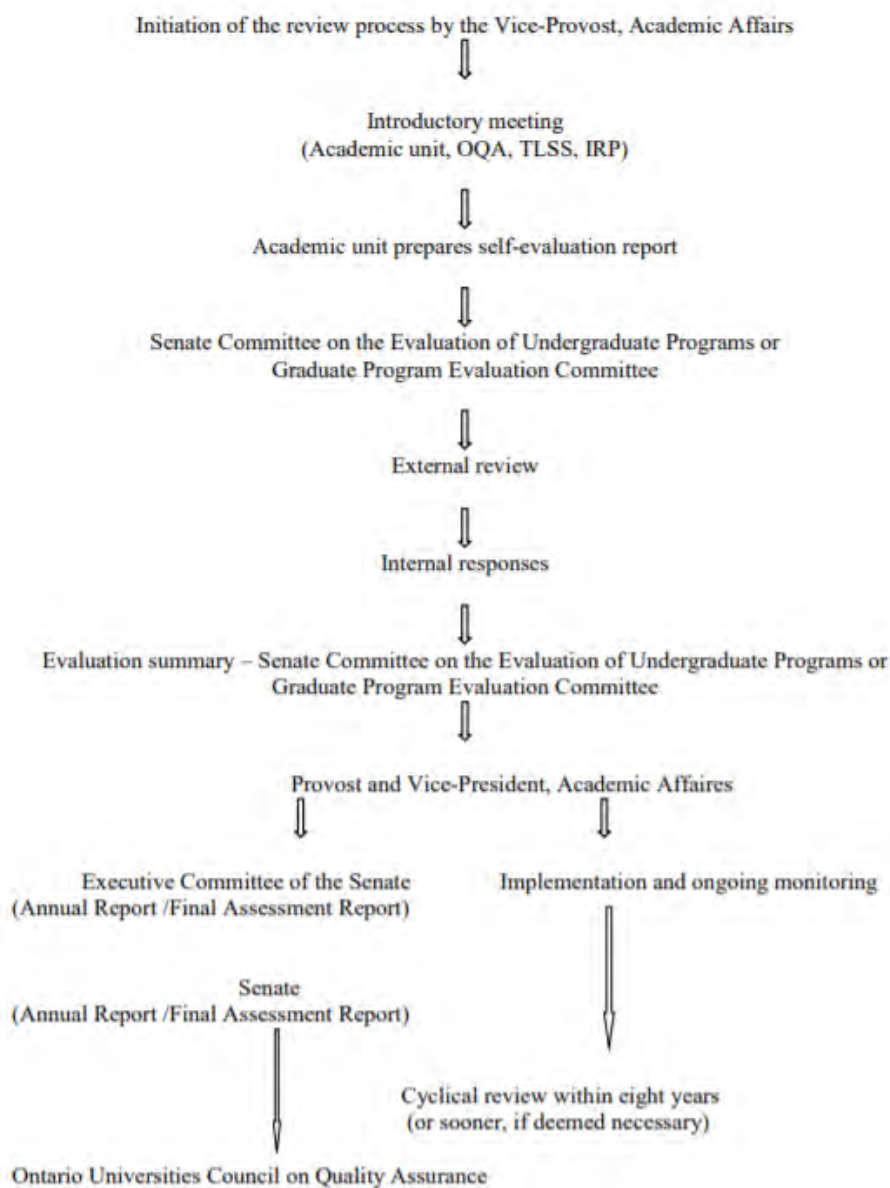 Initiation of the review process by the Vice-Provost, Academic Affairs
Introductory meeting
(Academic unit, OQA, TLSS, IRP)
Academic unit prepares self-evaluation report
Senate Committee on the Evaluation of Undergraduate Programs or
Graduate Program Evaluation Committee
External review
Internal responses
Evaluation summary – Senate Committee on the Evaluation of Undergraduate Programs or
Graduate Program Evaluation Committee
Provost and Vice-President, Academic Affaires
Executive Committee of the Senate
(Annual Report /Final Assessment Report)
Implementation and ongoing monitoring
Senate
(Annual Report /Final Assessment Report)
Cyclical review within eight years
(or sooner, if deemed necessary)
Ontario Universities Council on Quality Assurance